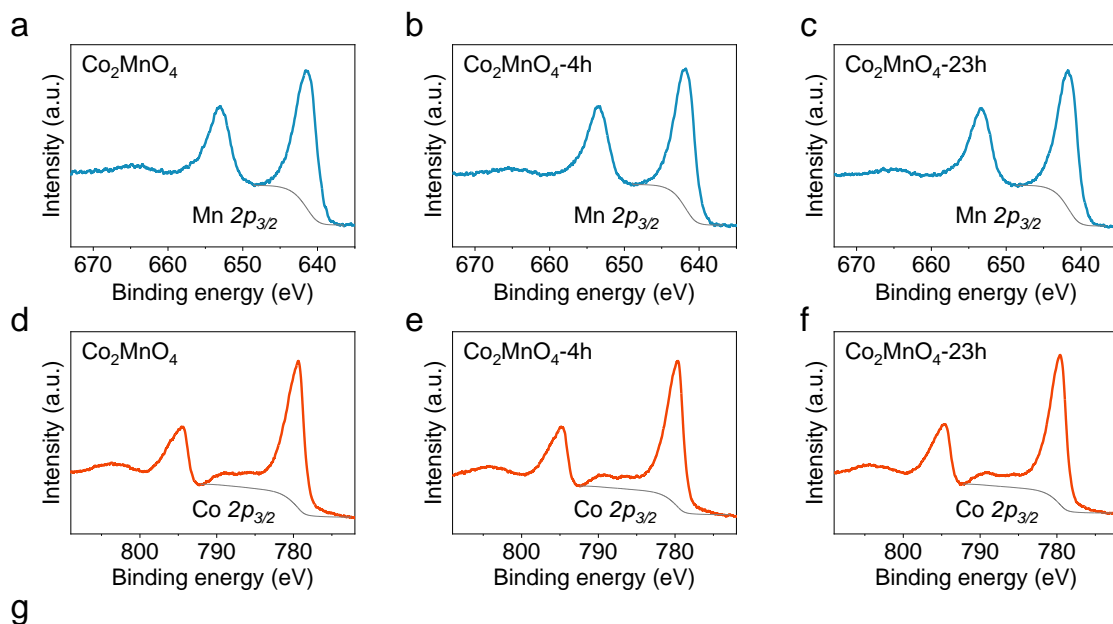 a
Co₂MnO₄
Intensity (a.u.)
Mn 2p₃/₂
670 660 650 640
Binding energy (eV)
b
Co₂MnO₄-4h
Intensity (a.u.)
Mn 2p₃/₂
670 660 650 640
Binding energy (eV)
c
Co₂MnO₄-23h
Intensity (a.u.)
Mn 2p₃/₂
670 660 650 640
Binding energy (eV)
d
Co₂MnO₄
Intensity (a.u.)
Co 2p₃/₂
800 790 780
Binding energy (eV)
e
Co₂MnO₄-4h
Intensity (a.u.)
Co 2p₃/₂
800 790 780
Binding energy (eV)
f
Co₂MnO₄-23h
Intensity (a.u.)
Co 2p₃/₂
800 790 780
Binding energy (eV)
g